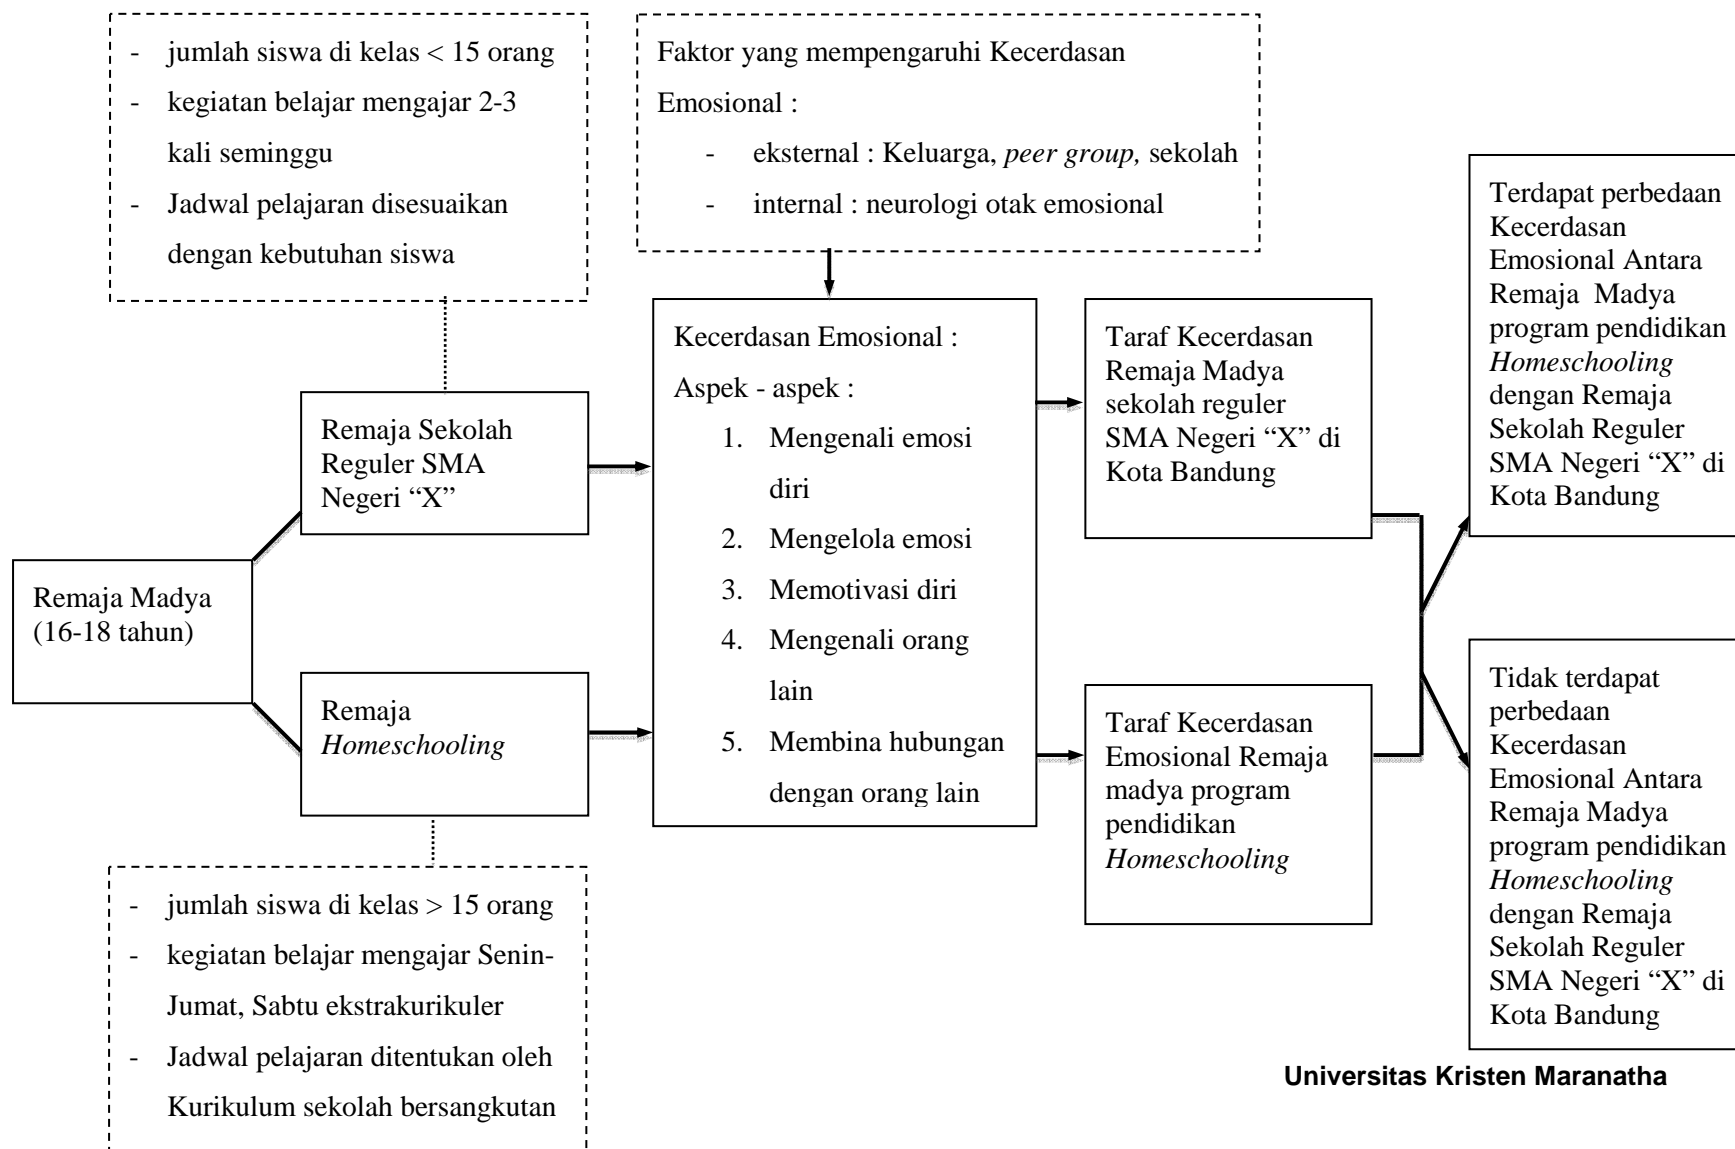 - jumlah siswa di kelas < 15 orang
- kegiatan belajar mengajar 2-3
kali seminggu
- Jadwal pelajaran disesuaikan
dengan kebutuhan siswa
Faktor yang mempengaruhi Kecerdasan
Emosional :
- eksternal : Keluarga, peer group, sekolah
- internal : neurologi otak emosional
Remaja Madya
(16-18 tahun)
Remaja Sekolah
Reguler SMA
Negeri “X”
Remaja
Homeschooling
- jumlah siswa di kelas > 15 orang
- kegiatan belajar mengajar Senin-
Jumat, Sabtu ekstrakurikuler
- Jadwal pelajaran ditentukan oleh
Kurikulum sekolah bersangkutan
Kecerdasan Emosional :
Aspek - aspek :
1. Mengenali emosi
diri
2. Mengelola emosi
3. Memotivasi diri
4. Mengenali orang
lain
5. Membina hubungan
dengan orang lain
Taraf Kecerdasan
Remaja Madya
sekolah reguler
SMA Negeri “X” di
Kota Bandung
Taraf Kecerdasan
Emosional Remaja
madya program
pendidikan
Homeschooling
Terdapat perbedaan
Kecerdasan
Emosional Antara
Remaja Madya
program pendidikan
Homeschooling
dengan Remaja
Sekolah Reguler
SMA Negeri “X” di
Kota Bandung
Tidak terdapat
perbedaan
Kecerdasan
Emosional Antara
Remaja Madya
program pendidikan
Homeschooling
dengan Remaja
Sekolah Reguler
SMA Negeri “X” di
Kota Bandung
Universitas Kristen Maranatha